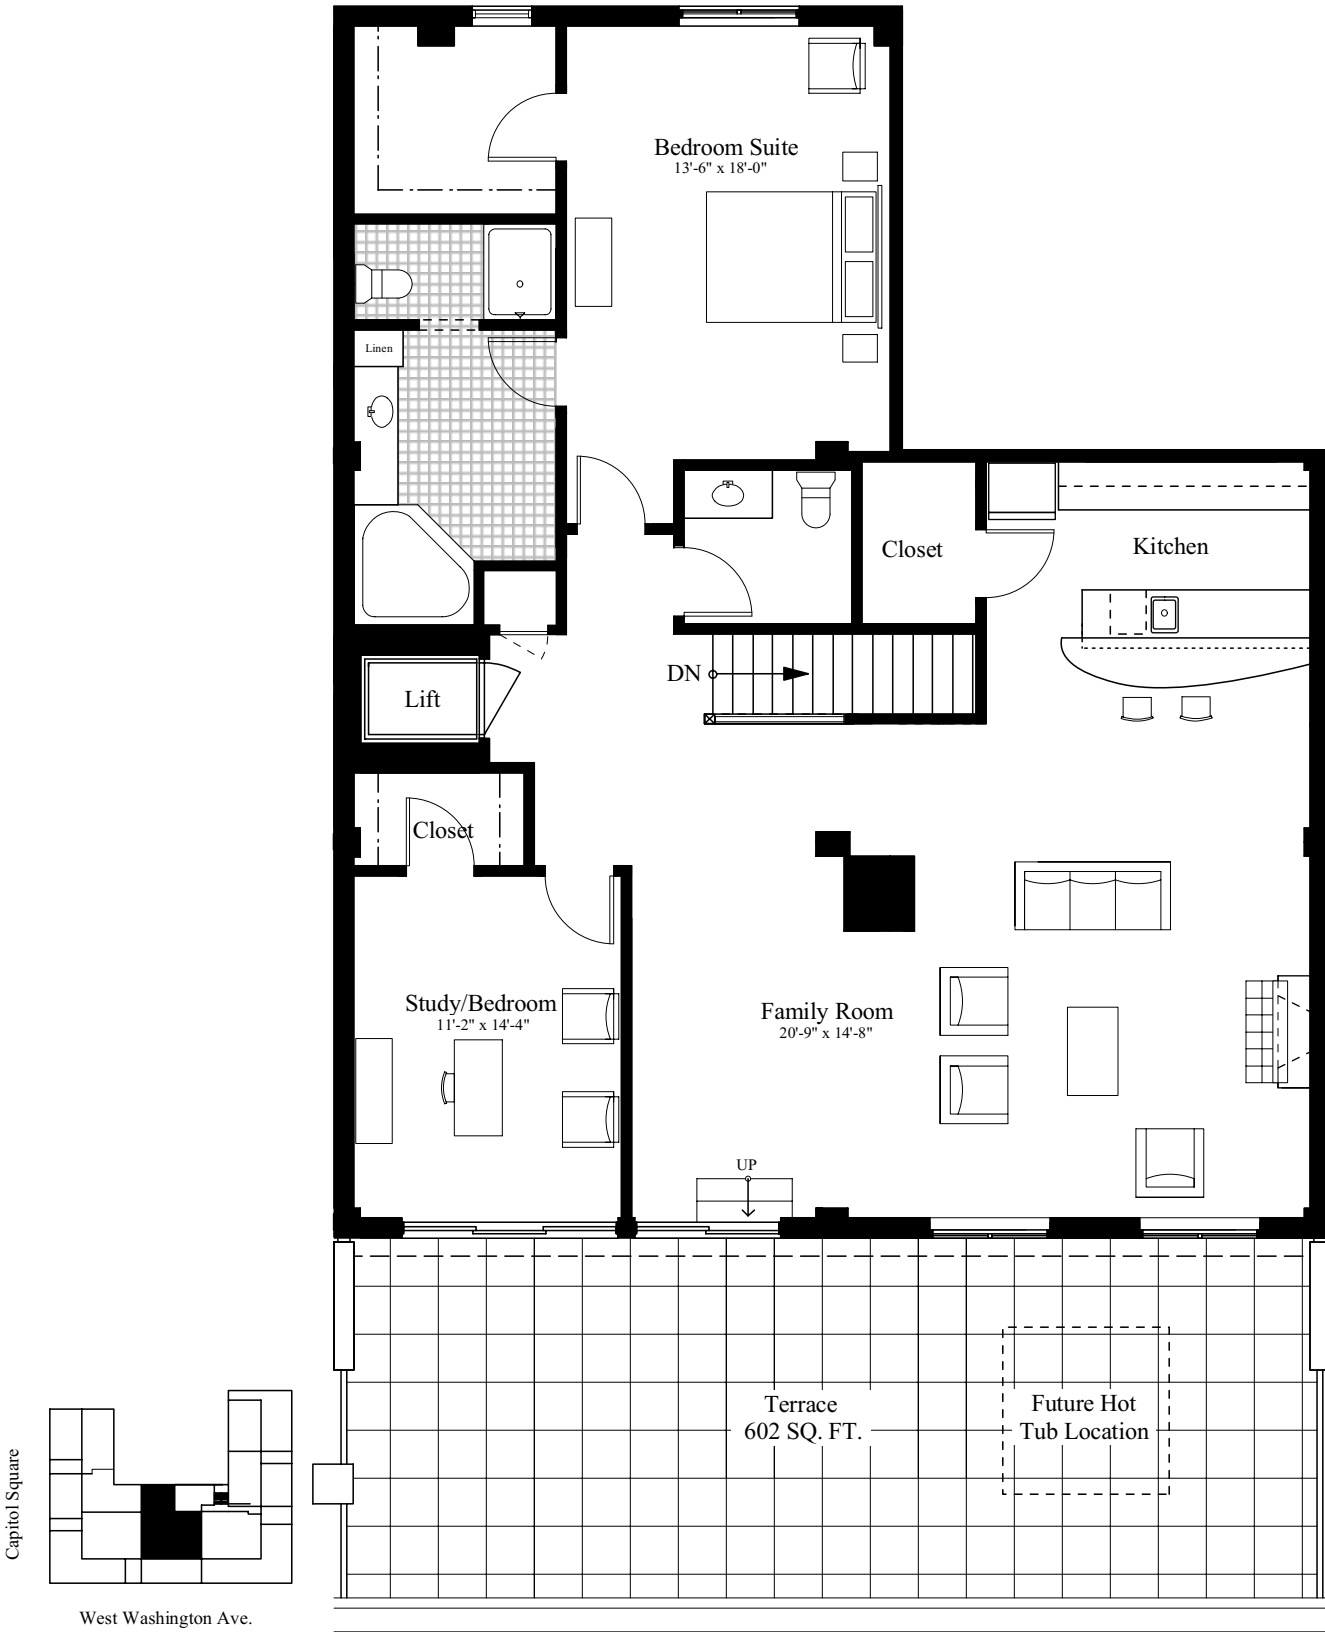 Bedroom Suite
13'-6" x 18'-0"
Linen
Closet
Kitchen
DN
Lift
Closet
Study/Bedroom
11'-2" x 14'-4"
Family Room
20'-9" x 14'-8"
UP
Terrace
602 SQ. FT.
Future Hot
Tub Location
Capitol Square
West Washington Ave.